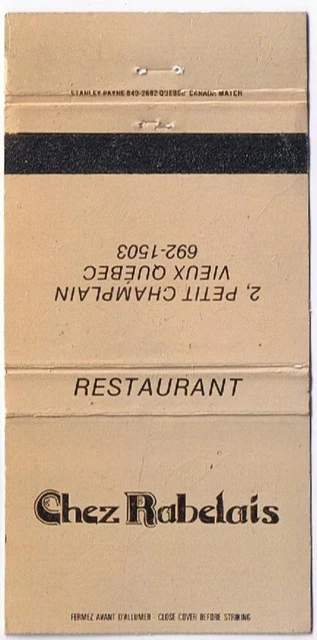 STANLEY PAYNE 849-2682 QUEBEC CANADA MATCH
2, PETIT CHAMPLAIN
VIEUX QUÉBEC
692-1503
RESTAURANT
Chez Rabelais
FERMEZ AVANT D'ALLUMER - CLOSE COVER BEFORE STRIKING